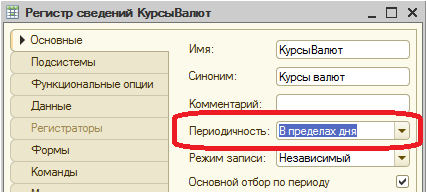 Регистр сведений КурсыВалют
Основные
Подсистемы
Функциональные опции
Данные
Регистраторы
Формы
Команды
Имя: КурсыВалют
Синоним: Курсы валют
Комментарий:
Периодичность: В пределах дня
Режим записи: Независимый
Основной отбор по периоду